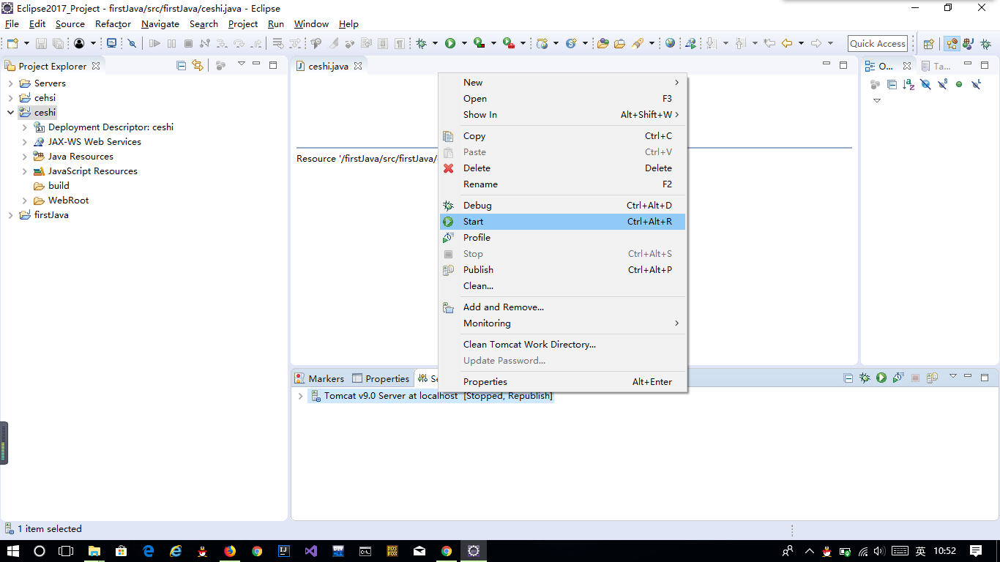 Eclipse2017_Project - firstJava/src/firstJava/ceshi.java - Eclipse
File Edit Source Refactor Navigate Search Project Run Window Help
Quick Access
Project Explorer
Servers
cehsi
ceshi
Deployment Descriptor: ceshi
JAX-WS Web Services
Java Resources
JavaScript Resources
build
WebRoot
firstJava
ceshi.java
Resource '/firstJava/src/firstJava/
O...
Ta...
New
Open F3
Show In Alt+Shift+W
Copy Ctrl+C
Paste Ctrl+V
Delete Delete
Rename F2
Debug Ctrl+Alt+D
Start Ctrl+Alt+R
Profile
Stop Ctrl+Alt+S
Publish Ctrl+Alt+P
Clean...
Add and Remove...
Monitoring
Clean Tomcat Work Directory...
Update Password...
Properties Alt+Enter
Markers Properties Se
Tomcat v9.0 Server at localhost [Stopped, Republish]
1 item selected
英 10:52